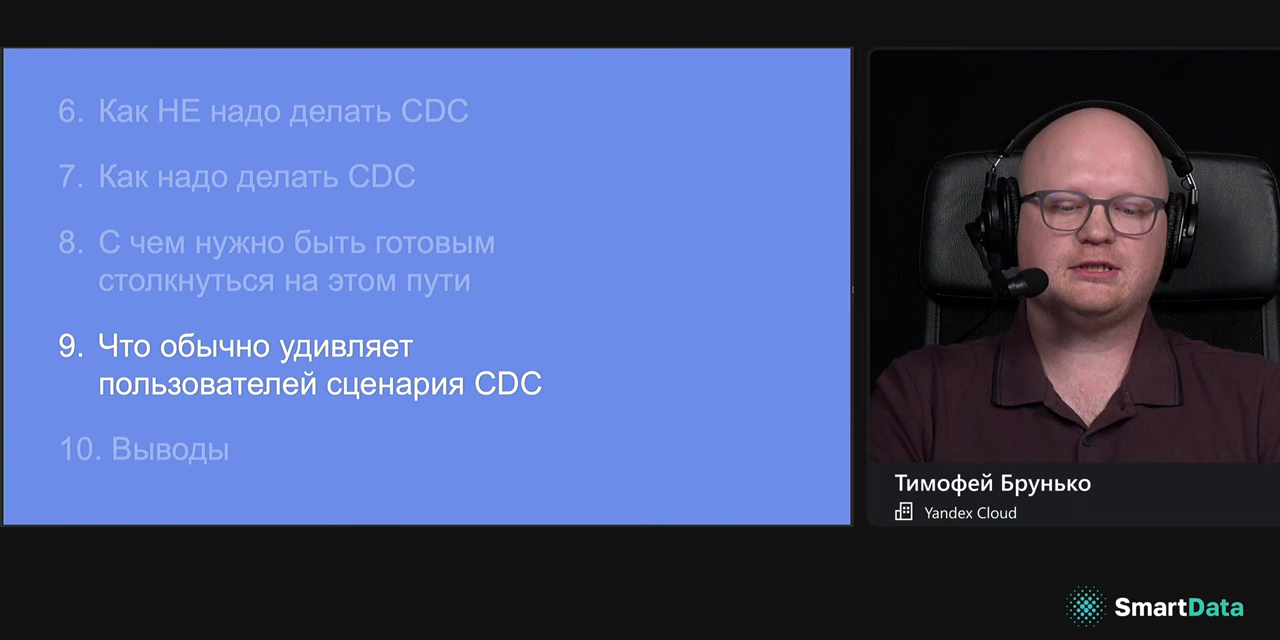 6. Как НЕ надо делать CDC
7. Как надо делать CDC
8. С чем нужно быть готовым
столкнуться на этом пути
9. Что обычно удивляет
пользователей сценария CDC
10. Выводы
Тимофей Брунько
Yandex Cloud
SmartData